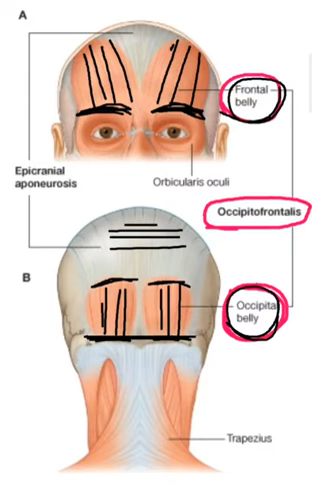 A
Frontal
belly
Epicranial
aponeurosis
Orbicularis oculi
Occipitofrontalis
B
Occipital
belly
Trapezius